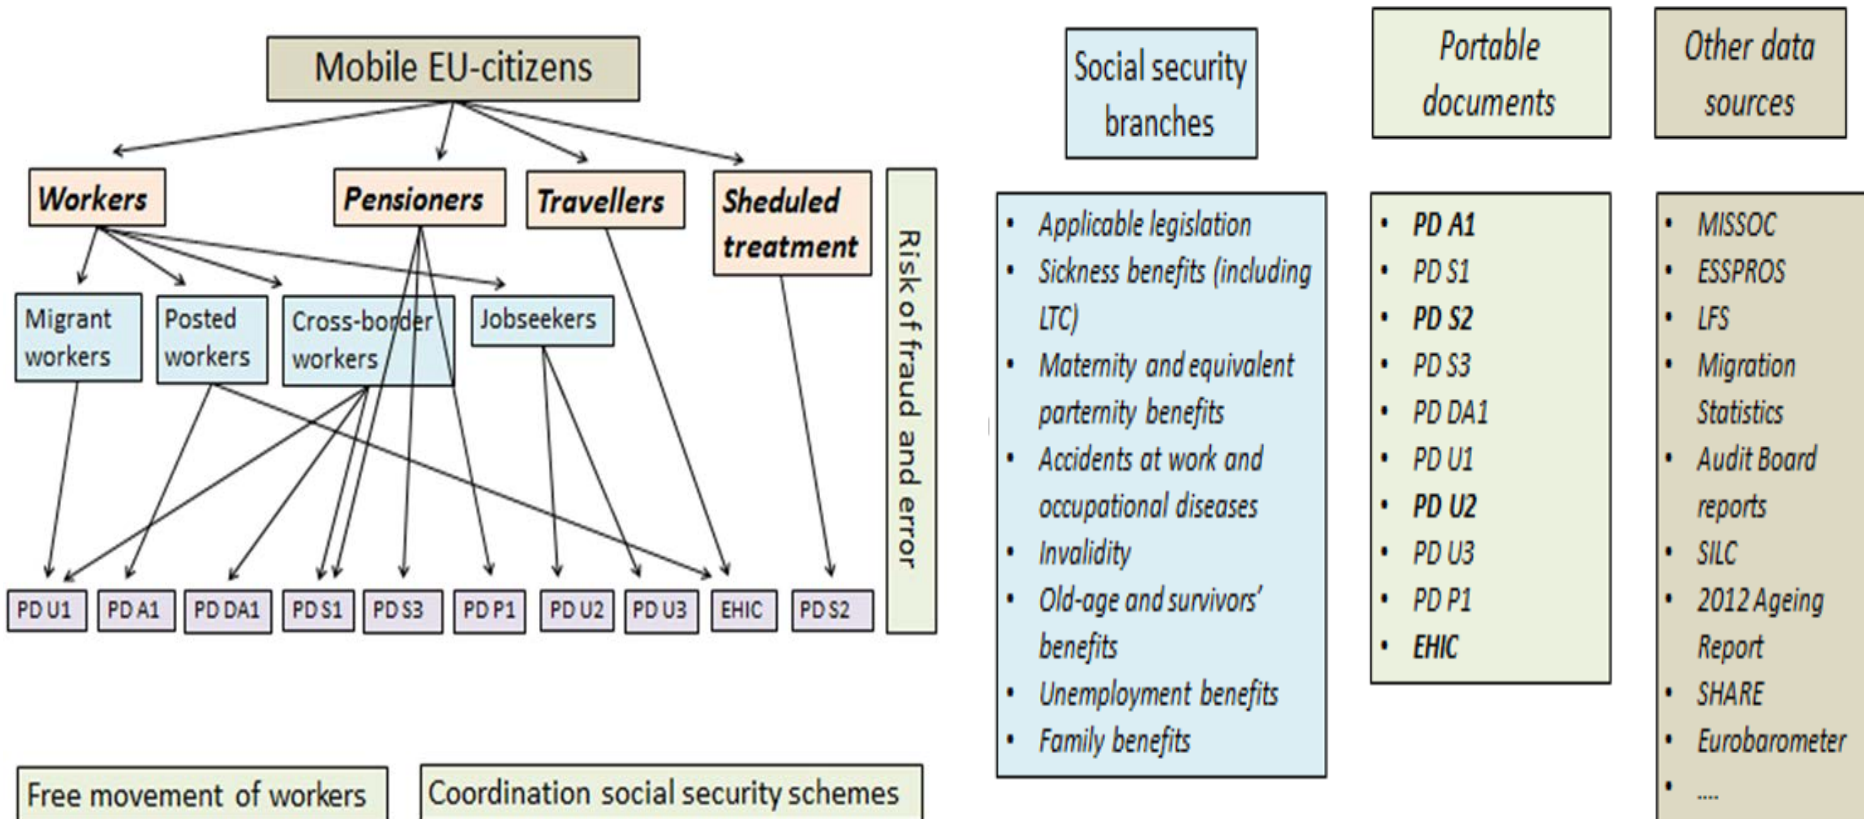 Mobile EU-citizens
Workers
Pensioners
Travellers
Sheduled
treatment
Migrant
workers
Posted
workers
Cross-border
workers
Jobseekers
Risk of fraud and error
PD U1
PD A1
PD DA1
PD S1
PD S3
PD P1
PD U2
PD U3
EHIC
PD S2
Free movement of workers
Coordination social security schemes
Social security
branches
• Applicable legislation
• Sickness benefits (including
LTC)
• Maternity and equivalent
parternity benefits
• Accidents at work and
occupational diseases
• Invalidity
• Old-age and survivors’
benefits
• Unemployment benefits
• Family benefits
Portable
documents
• PD A1
• PD S1
• PD S2
• PD S3
• PD DA1
• PD U1
• PD U2
• PD U3
• PD P1
• EHIC
Other data
sources
• MISSOC
• ESSPROS
• LFS
• Migration
Statistics
• Audit Board
reports
• SILC
• 2012 Ageing
Report
• SHARE
• Eurobarometer
• ....